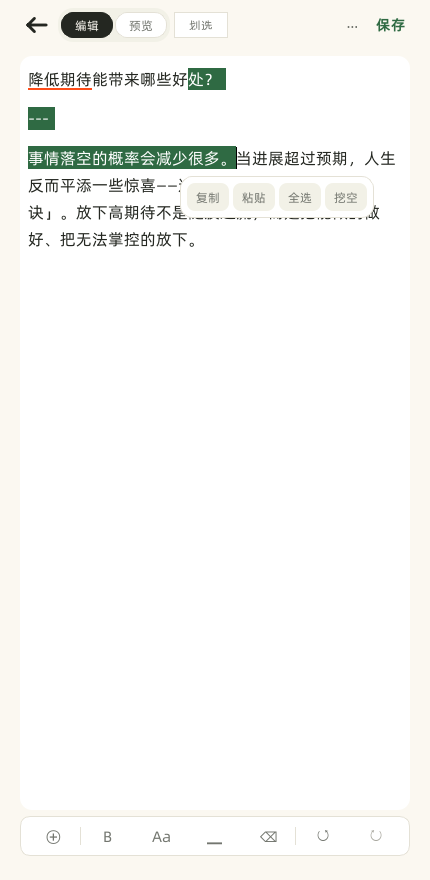 编辑 预览 划选 ... 保存
降低期待能带来哪些好处?
---
事情落空的概率会减少很多。当进展超过预期，人生
反而平添一些惊喜——
复制 粘贴 全选 挖空
诀」。放下高期待不是
做
好、把无法掌控的放下。
B Aa